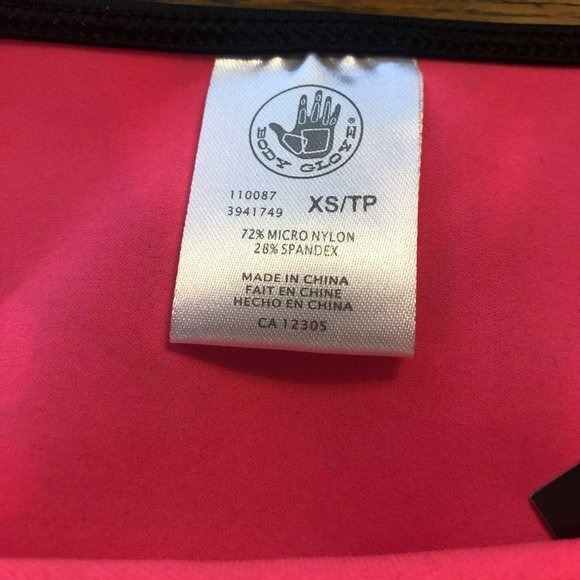 BODY GLOVE®
110087
3941749
XS/TP
72% MICRO NYLON
28% SPANDEX
MADE IN CHINA
FAIT EN CHINE
HECHO EN CHINA
CA 12305